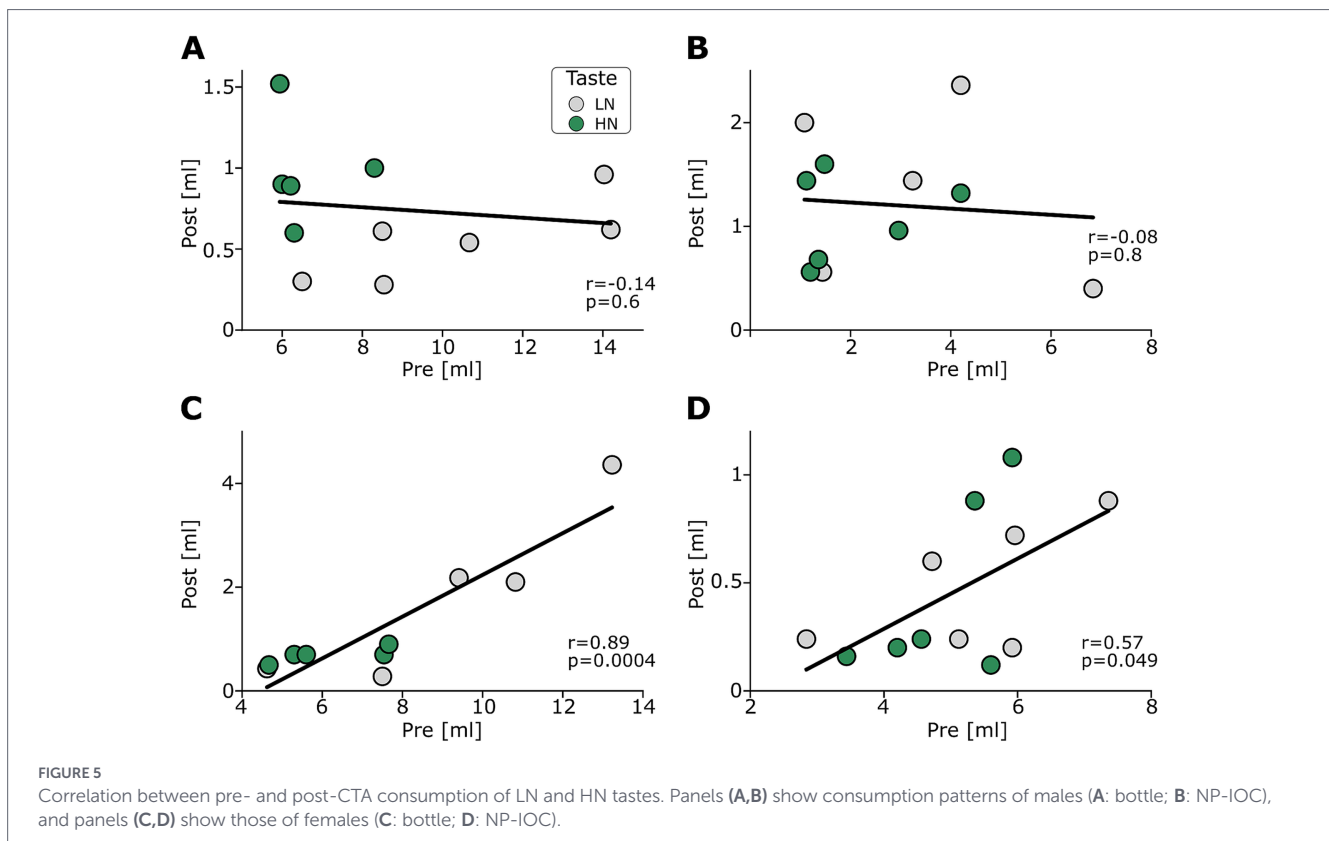 A
1.5
1
0.5
0
Post [ml]
6
8
10
12
14
Pre [ml]
Taste
LN
HN
r=-0.14
p=0.6
B
2
1
0
Post [ml]
2
4
6
8
Pre [ml]
r=-0.08
p=0.8
C
4
2
0
Post [ml]
4
6
8
10
12
14
Pre [ml]
r=0.89
p=0.0004
D
1
0.5
0
Post [ml]
2
4
6
8
Pre [ml]
r=0.57
p=0.049
FIGURE 5
Correlation between pre- and post-CTA consumption of LN and HN tastes. Panels (A,B) show consumption patterns of males (A: bottle; B: NP-IOC),
and panels (C,D) show those of females (C: bottle; D: NP-IOC).